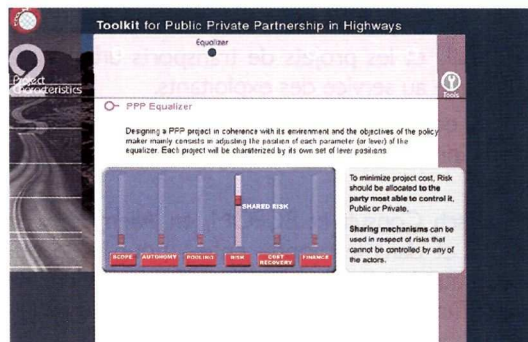 Toolkit for Public Private Partnership in Highways
Equalizer
Project
Characteristics
Tools
PPP Equalizer
Designing a PPP project in coherence with its environment and the objectives of the policy
maker mainly consists in adjusting the position of each parameter (or lever) of the
equalizer. Each project will be charaterized by its own set of lever positions
SHARED RISK
SCOPE AUTONOMY POOLING RISK COST RECOVERY FINANCE
To minimize project cost, Risk
should be allocated to the
party most able to control it,
Public or Private.
Sharing mechanisms can be
used in respect of risks that
cannot be controlled by any of
the actors.